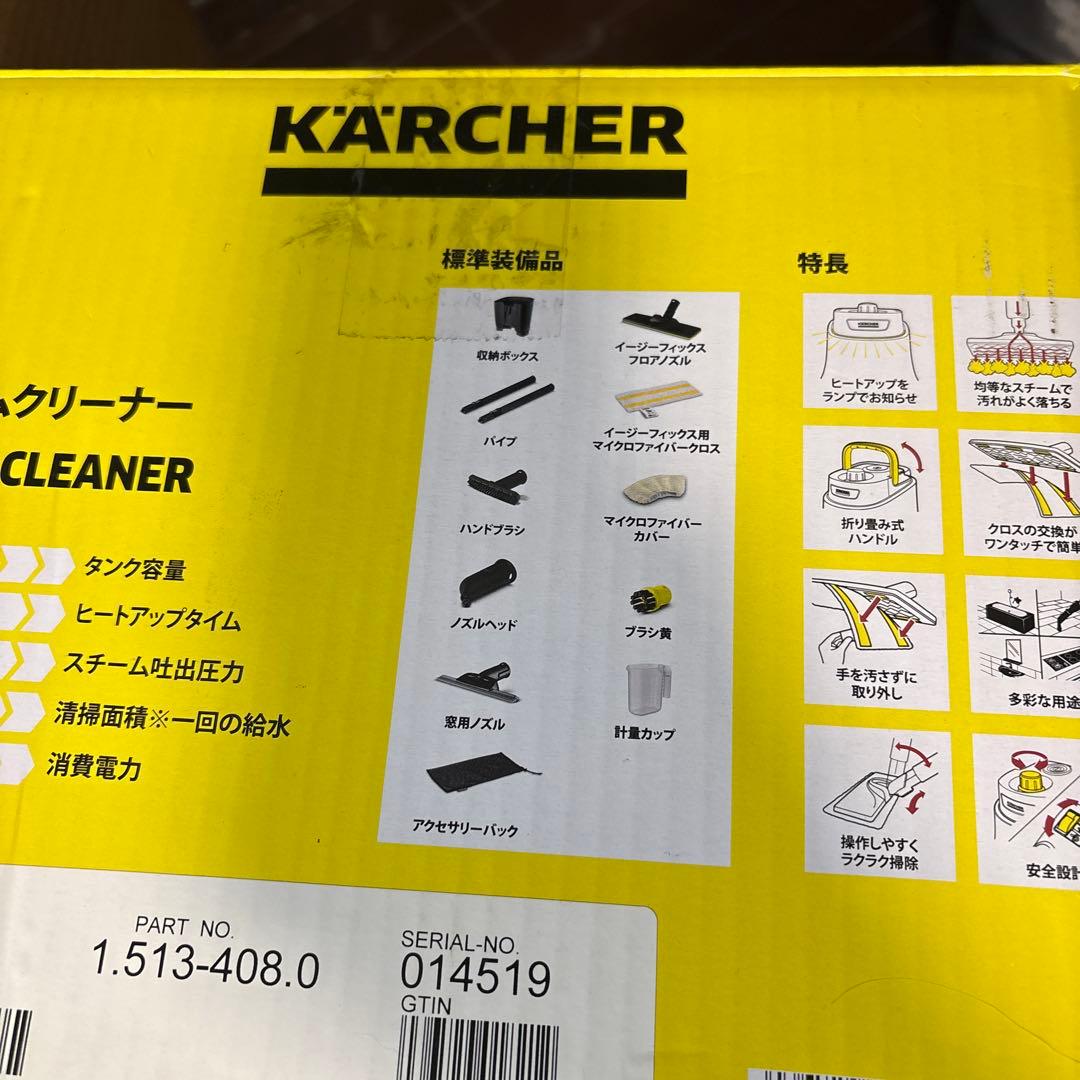 KÄRCHER
標準装備品
収納ボックス
イージーフィックス
フロアノズル
パイプ
イージーフィックス用
マイクロファイバークロス
ハンドブラシ
マイクロファイバー
カバー
ノズルヘッド
ブラシ黄
窓用ノズル
計量カップ
アクセサリーバック
特長
KÄRCHER
ヒートアップを
ランプでお知らせ
均等なスチームで
汚れがよく落ちる
折り畳み式
ハンドル
クロスの交換が
ワンタッチで簡単
手を汚さずに
取り外し
多彩な用途
操作しやすく
ラクラク掃除
安全設計
ムクリーナー
CLEANER
タンク容量
ヒートアップタイム
スチーム吐出圧力
清掃面積※一回の給水
消費電力
PART NO.
1.513-408.0
SERIAL-NO.
014519
GTIN